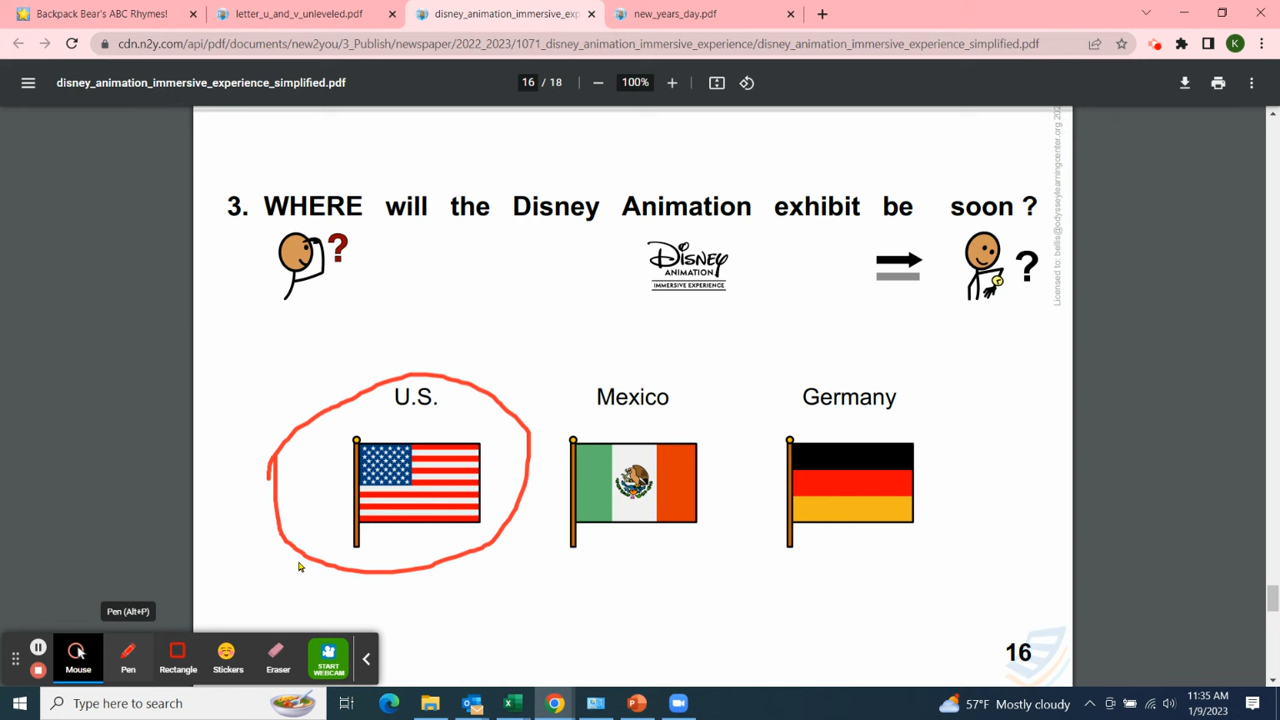 Backpack Bear's ABC Rhymes!
letter_u_and_v_unleveled.pdf
disney_animation_immersive_exp
new_years_day.pdf
cdn.n2y.com/api/pdf/documents/new2you/3_Publish/newspaper/2022_2023/1071_disney_animation_immersive_experience/disney_animation_immersive_experience_simplified.pdf
K
disney_animation_immersive_experience_simplified.pdf
16 / 18
100%
3. WHERE will the Disney Animation exhibit be soon ?
?
DISNEY
ANIMATION
IMMERSIVE EXPERIENCE
?
U.S.
Mexico
Germany
Pen (Alt+P)
Mouse
Pen
Rectangle
Stickers
Eraser
START
WEBCAM
16
Type here to search
57°F Mostly cloudy
11:35 AM
1/9/2023